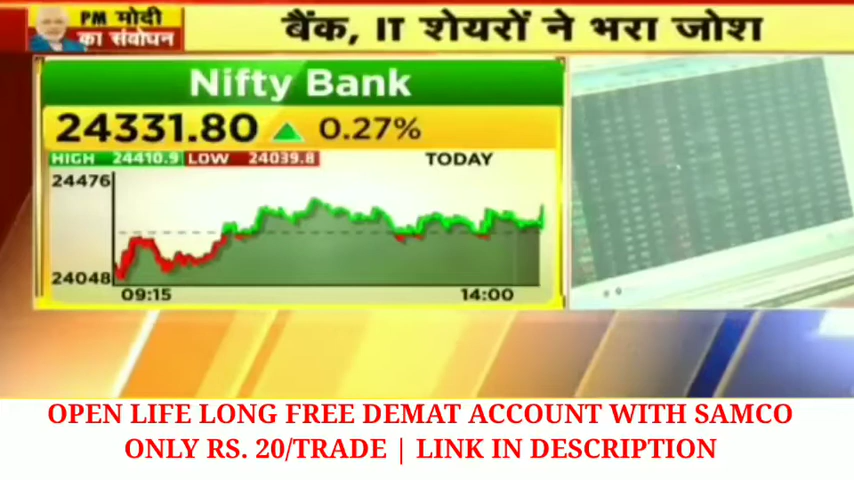 PM मोदी
का संबोधन
बैंक, IT शेयरों ने भरा जोश
Nifty Bank
24331.80 ▲ 0.27%
HIGH 24410.9 LOW 24039.8 TODAY
24476
24048
09:15 14:00
OPEN LIFE LONG FREE DEMAT ACCOUNT WITH SAMCO
ONLY RS. 20/TRADE | LINK IN DESCRIPTION